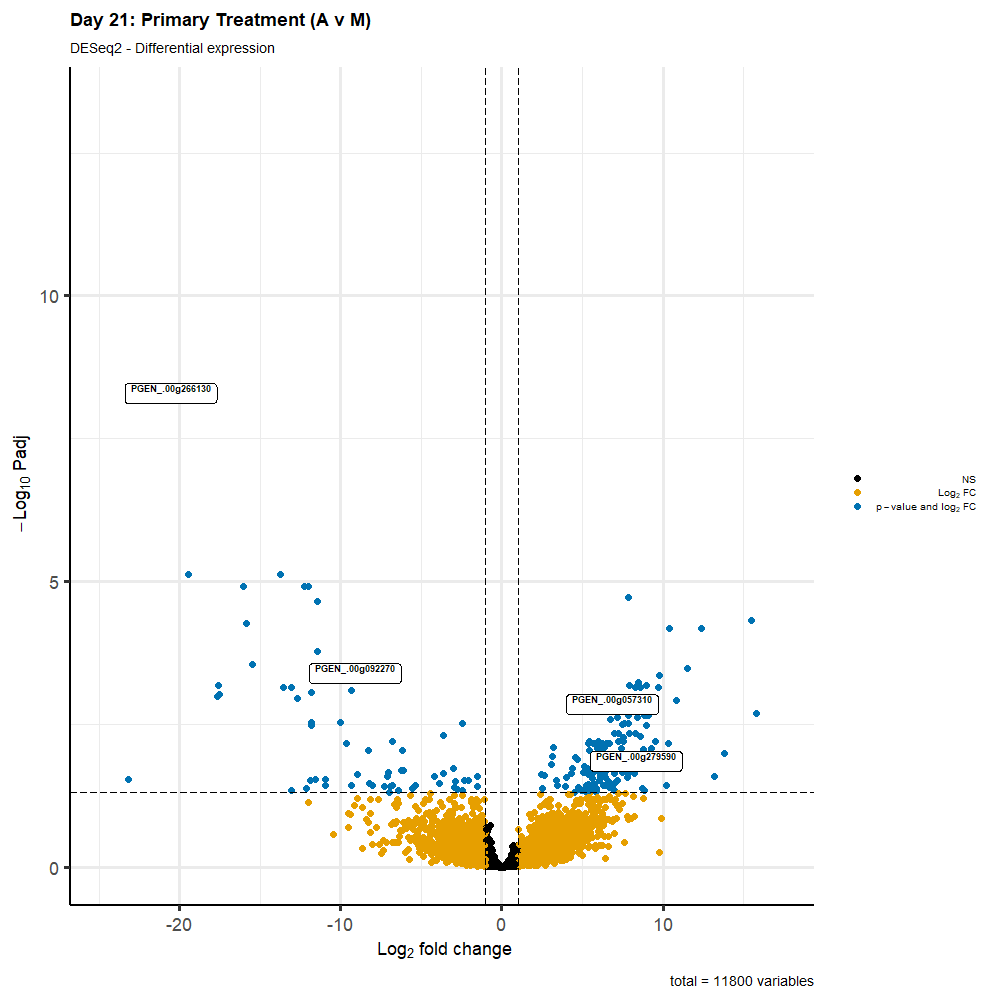 Day 21: Primary Treatment (A v M)
DESeq2 - Differential expression
10
5
0
−Log10 Padj
PGEN_.00g266130
PGEN_.00g092270
PGEN_.00g057310
PGEN_.00g279590
NS
Log2 FC
p−value and log2 FC
-20
-10
0
10
Log2 fold change
total = 11800 variables